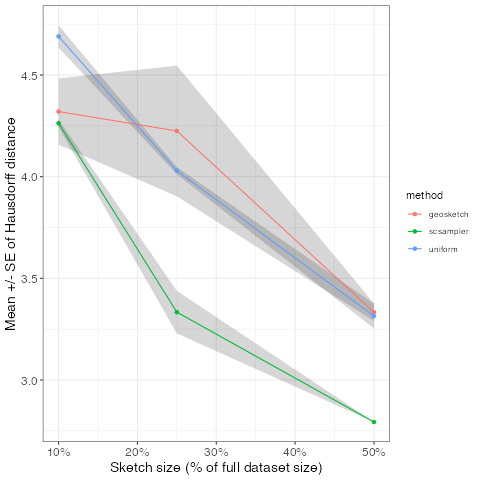 Mean +/- SE of Hausdorff distance
4.5
4.0
3.5
3.0
10%
20%
30%
40%
50%
Sketch size (% of full dataset size)
method
geosketch
scsampler
uniform